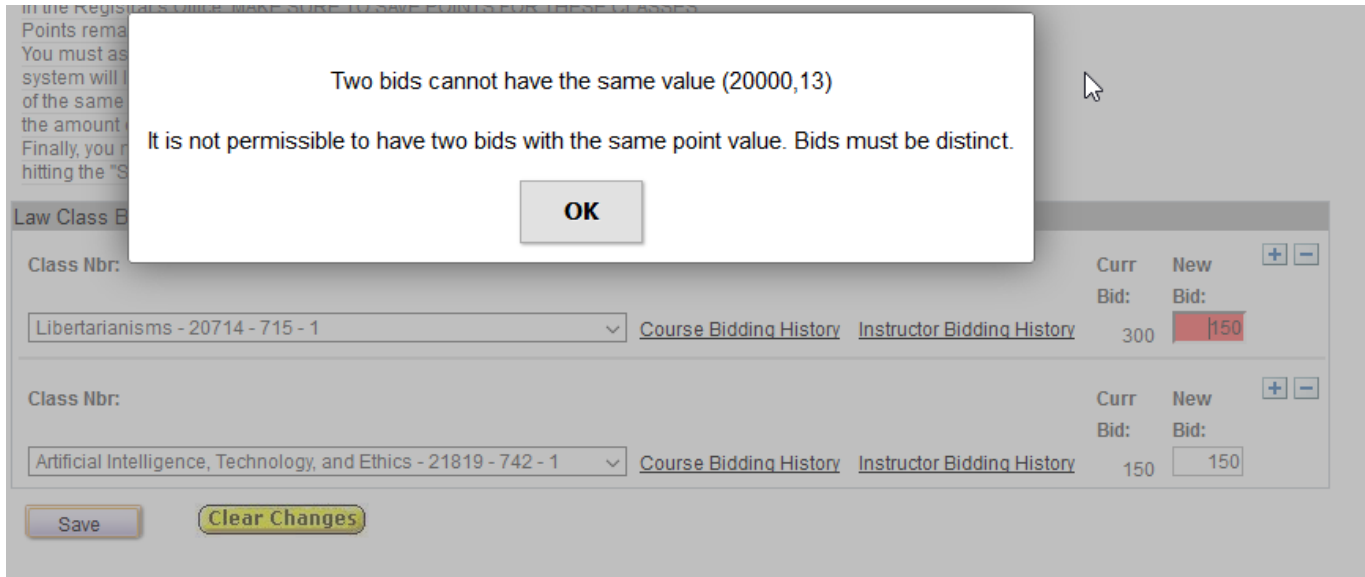 In the Registrar's Office. MAKE SURE TO SAVE POINTS FOR THESE CLASSES.
Points rema
You must as
system will l
of the same
the amount
Finally, you
hitting the "S
Two bids cannot have the same value (20000,13)
It is not permissible to have two bids with the same point value. Bids must be distinct.
OK
Law Class B
Class Nbr:
Curr Bid:
New Bid:
Libertarianisms - 20714 - 715 - 1
Course Bidding History
Instructor Bidding History
300
150
Class Nbr:
Curr Bid:
New Bid:
Artificial Intelligence, Technology, and Ethics - 21819 - 742 - 1
Course Bidding History
Instructor Bidding History
150
150
Save
Clear Changes